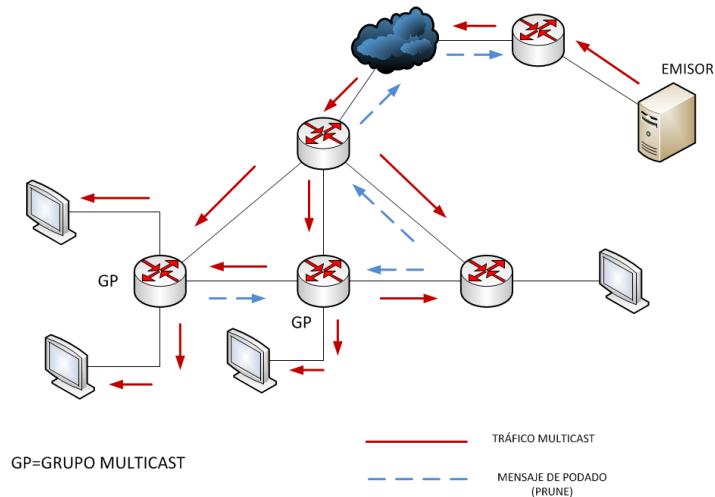 EMISOR
GP
GP
GP=GRUPO MULTICAST
TRÁFICO MULTICAST
MENSAJE DE PODADO
(PRUNE)